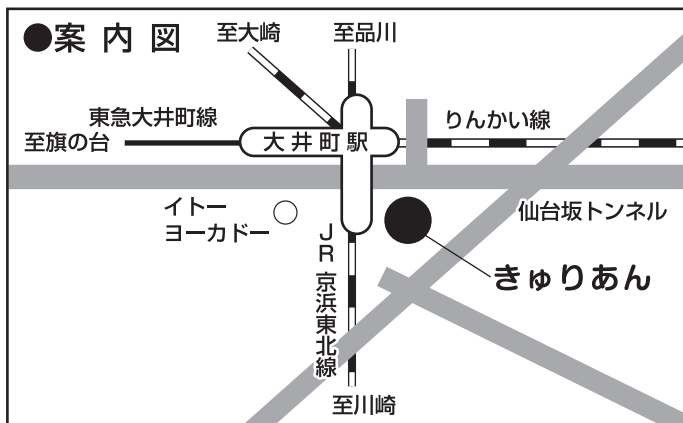 ●案内図
至大崎
至品川
東急大井町線
至旗の台
大井町駅
りんかい線
イトー
ヨーカドー
仙台坂トンネル
きゅりあん
JR京浜東北線
至川崎